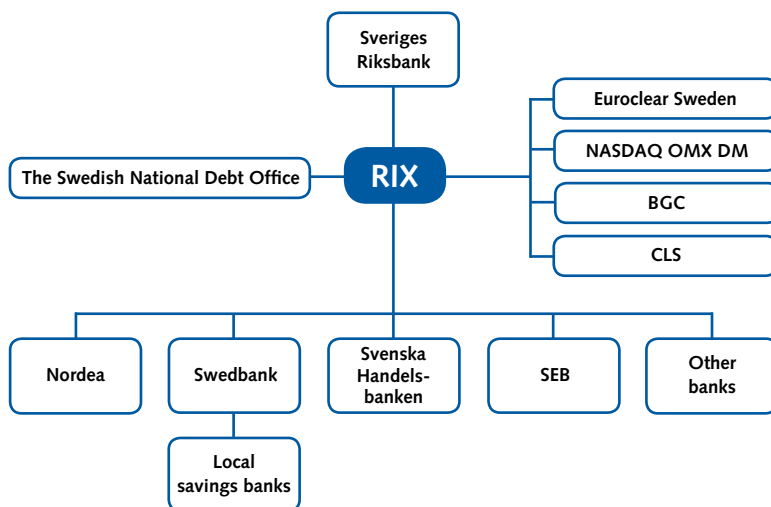 Sveriges
Riksbank
Euroclear Sweden
NASDAQ OMX DM
The Swedish National Debt Office
RIX
BGC
CLS
Nordea
Swedbank
Svenska
Handels-
banken
SEB
Other
banks
Local
savings banks